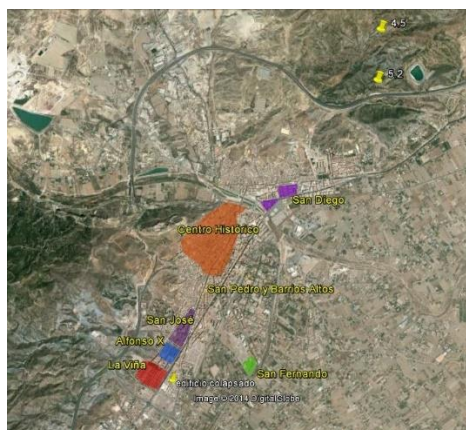 4,5
5,2
San Diego
Centro Histórico
San Pedro y Barrios Altos
San José
Alfonso X
La Viña
San Fernando
edificio colapsado
Image © 2014 DigitalGlobe